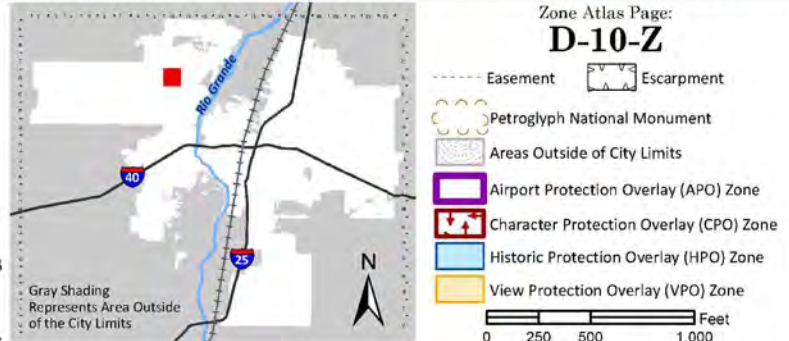 Rio Grande
40
25
N
Gray Shading
Represents Area Outside
of the City Limits
Zone Atlas Page:
D-10-Z
Easement
Escarpment
Petroglyph National Monument
Areas Outside of City Limits
Airport Protection Overlay (APO) Zone
Character Protection Overlay (CPO) Zone
Historic Protection Overlay (HPO) Zone
View Protection Overlay (VPO) Zone
Feet
0 250 500 1,000